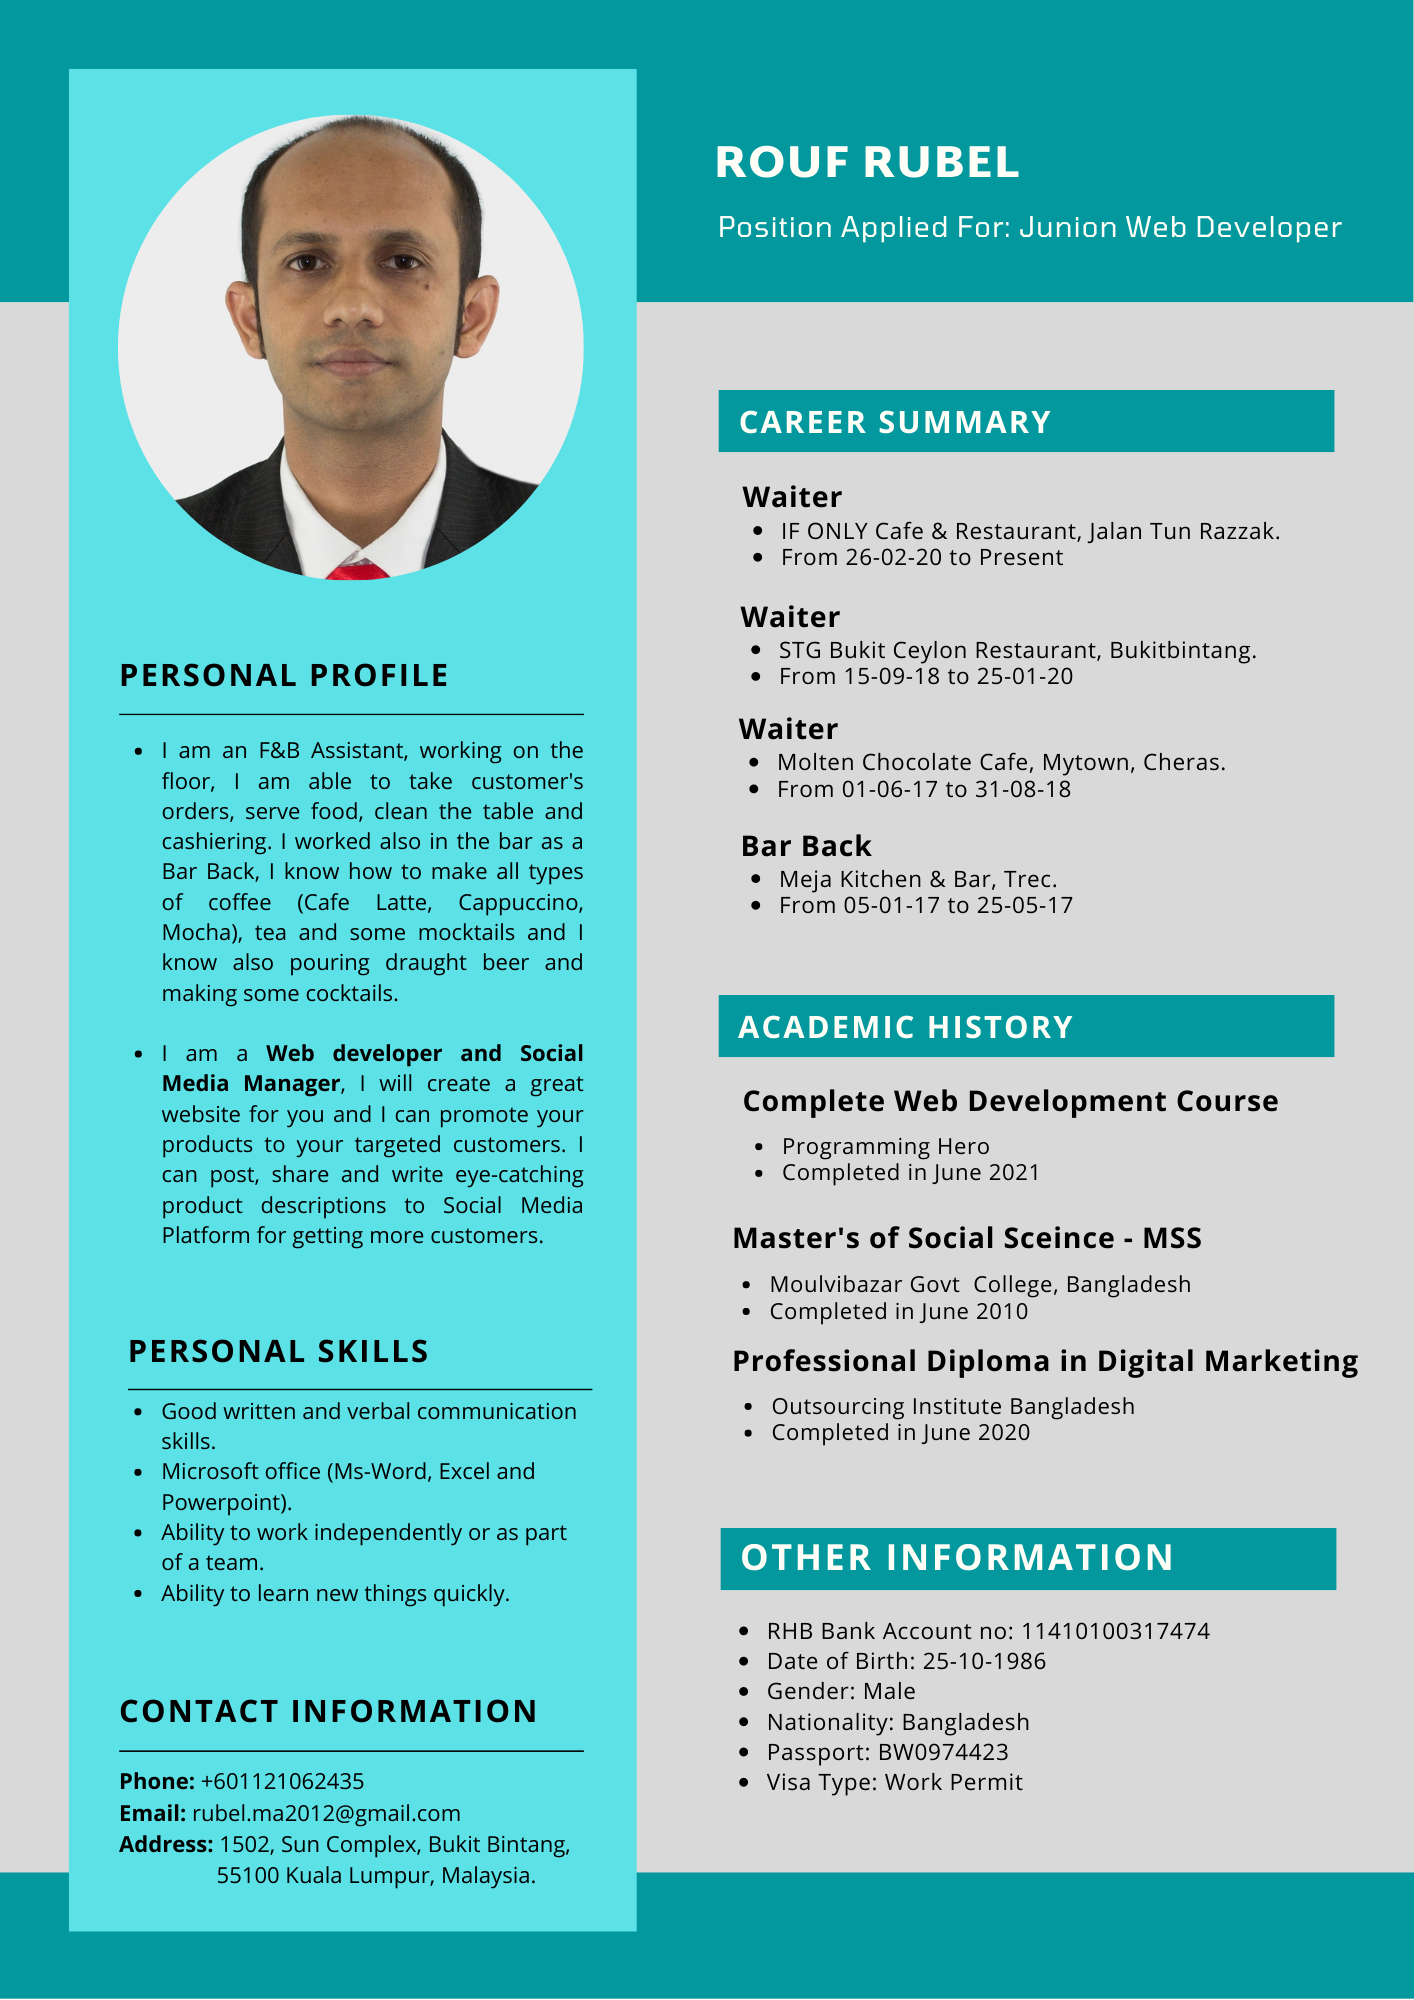 ROUF RUBEL
Position Applied For: Junion Web Developer
PERSONAL PROFILE
• I am an F&B Assistant, working on the
floor, I am able to take customer's
orders, serve food, clean the table and
cashiering. I worked also in the bar as a
Bar Back, I know how to make all types
of coffee (Cafe Latte, Cappuccino,
Mocha), tea and some mocktails and I
know also pouring draught beer and
making some cocktails.
• I am a Web developer and Social
Media Manager, I will create a great
website for you and I can promote your
products to your targeted customers. I
can post, share and write eye-catching
product descriptions to Social Media
Platform for getting more customers.
PERSONAL SKILLS
• Good written and verbal communication
skills.
• Microsoft office (Ms-Word, Excel and
Powerpoint).
• Ability to work independently or as part
of a team.
• Ability to learn new things quickly.
CONTACT INFORMATION
Phone: +601121062435
Email: rubel.ma2012@gmail.com
Address: 1502, Sun Complex, Bukit Bintang,
55100 Kuala Lumpur, Malaysia.
CAREER SUMMARY
Waiter
• IF ONLY Cafe & Restaurant, Jalan Tun Razzak.
• From 26-02-20 to Present
Waiter
• STG Bukit Ceylon Restaurant, Bukitbintang.
• From 15-09-18 to 25-01-20
Waiter
• Molten Chocolate Cafe, Mytown, Cheras.
• From 01-06-17 to 31-08-18
Bar Back
• Meja Kitchen & Bar, Trec.
• From 05-01-17 to 25-05-17
ACADEMIC HISTORY
Complete Web Development Course
• Programming Hero
• Completed in June 2021
Master's of Social Sceince - MSS
• Moulvibazar Govt College, Bangladesh
• Completed in June 2010
Professional Diploma in Digital Marketing
• Outsourcing Institute Bangladesh
• Completed in June 2020
OTHER INFORMATION
• RHB Bank Account no: 11410100317474
• Date of Birth: 25-10-1986
• Gender: Male
• Nationality: Bangladesh
• Passport: BW0974423
• Visa Type: Work Permit